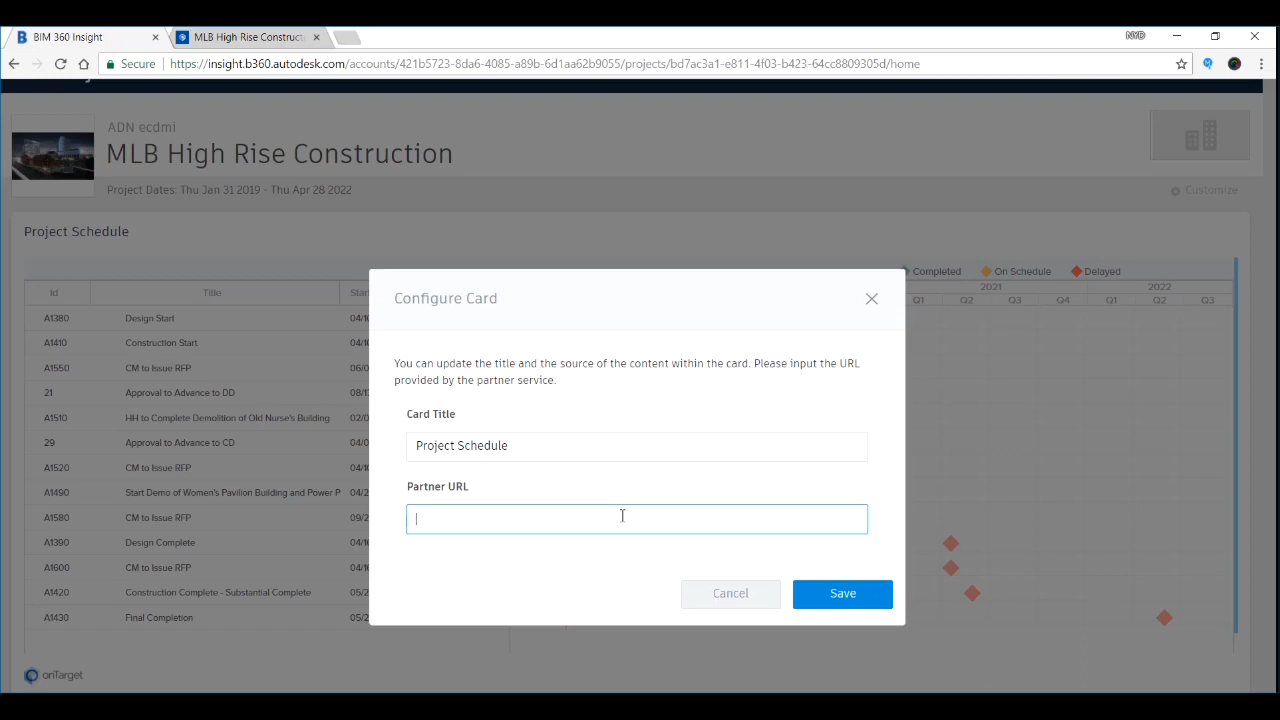 BIM 360 Insight
MLB High Rise Construct
NYD
Secure
https://insight.b360.autodesk.com/accounts/421b5723-8da6-4085-a89b-6d1aa62b9055/projects/bd7ac3a1-e811-4f03-b423-64cc8809305d/home
ADN ecdmi
MLB High Rise Construction
Project Dates: Thu Jan 31 2019 - Thu Apr 28 2022
Customize
Project Schedule
Completed On Schedule Delayed
2021 2022
Id Title Star
Q1 Q2 Q3 Q4 Q1 Q2 Q3
A1380 Design Start 04/1
A1410 Construction Start 04/1
A1550 CM to Issue RFP 06/0
21 Approval to Advance to DD 08/1
A1510 HH to Complete Demolition of Old Nurse's Building 02/0
29 Approval to Advance to CD 04/0
A1520 CM to Issue RFP 04/1
A1490 Start Demo of Women's Pavilion Building and Power P 04/2
A1580 CM to Issue RFP 09/2
A1390 Design Complete 04/1
A1600 CM to Issue RFP 04/1
A1420 Construction Complete - Substantial Complete 05/2
A1430 Final Completion 05/2
onTarget
Configure Card
You can update the title and the source of the content within the card. Please input the URL
provided by the partner service.
Card Title
Project Schedule
Partner URL
Cancel Save